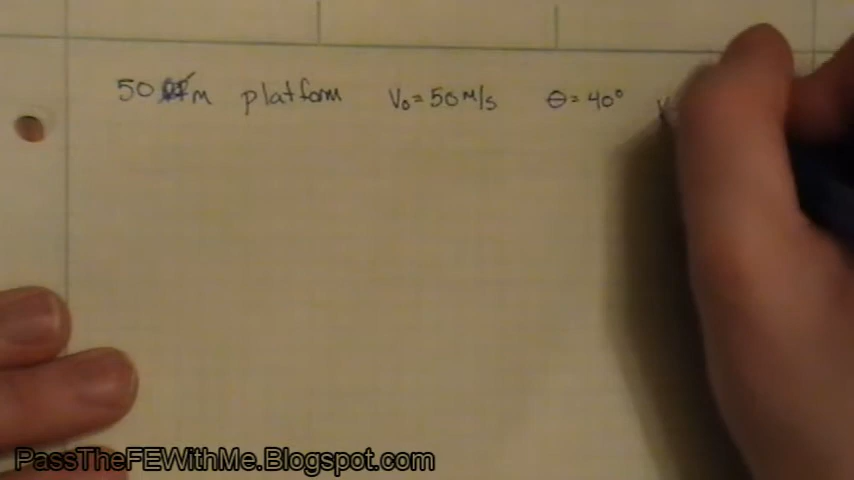 50 m platform V₀ = 50 m/s θ = 40°
PassTheFEWithMe.Blogspot.com